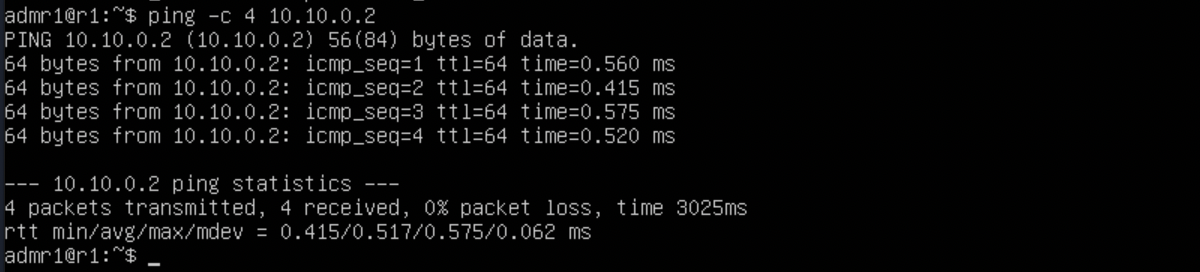 admr1@r1:~$ ping -c 4 10.10.0.2
PING 10.10.0.2 (10.10.0.2) 56(84) bytes of data.
64 bytes from 10.10.0.2: icmp_seq=1 ttl=64 time=0.560 ms
64 bytes from 10.10.0.2: icmp_seq=2 ttl=64 time=0.415 ms
64 bytes from 10.10.0.2: icmp_seq=3 ttl=64 time=0.575 ms
64 bytes from 10.10.0.2: icmp_seq=4 ttl=64 time=0.520 ms
--- 10.10.0.2 ping statistics ---
4 packets transmitted, 4 received, 0% packet loss, time 3025ms
rtt min/avg/max/mdev = 0.415/0.517/0.575/0.062 ms
admr1@r1:~$ _